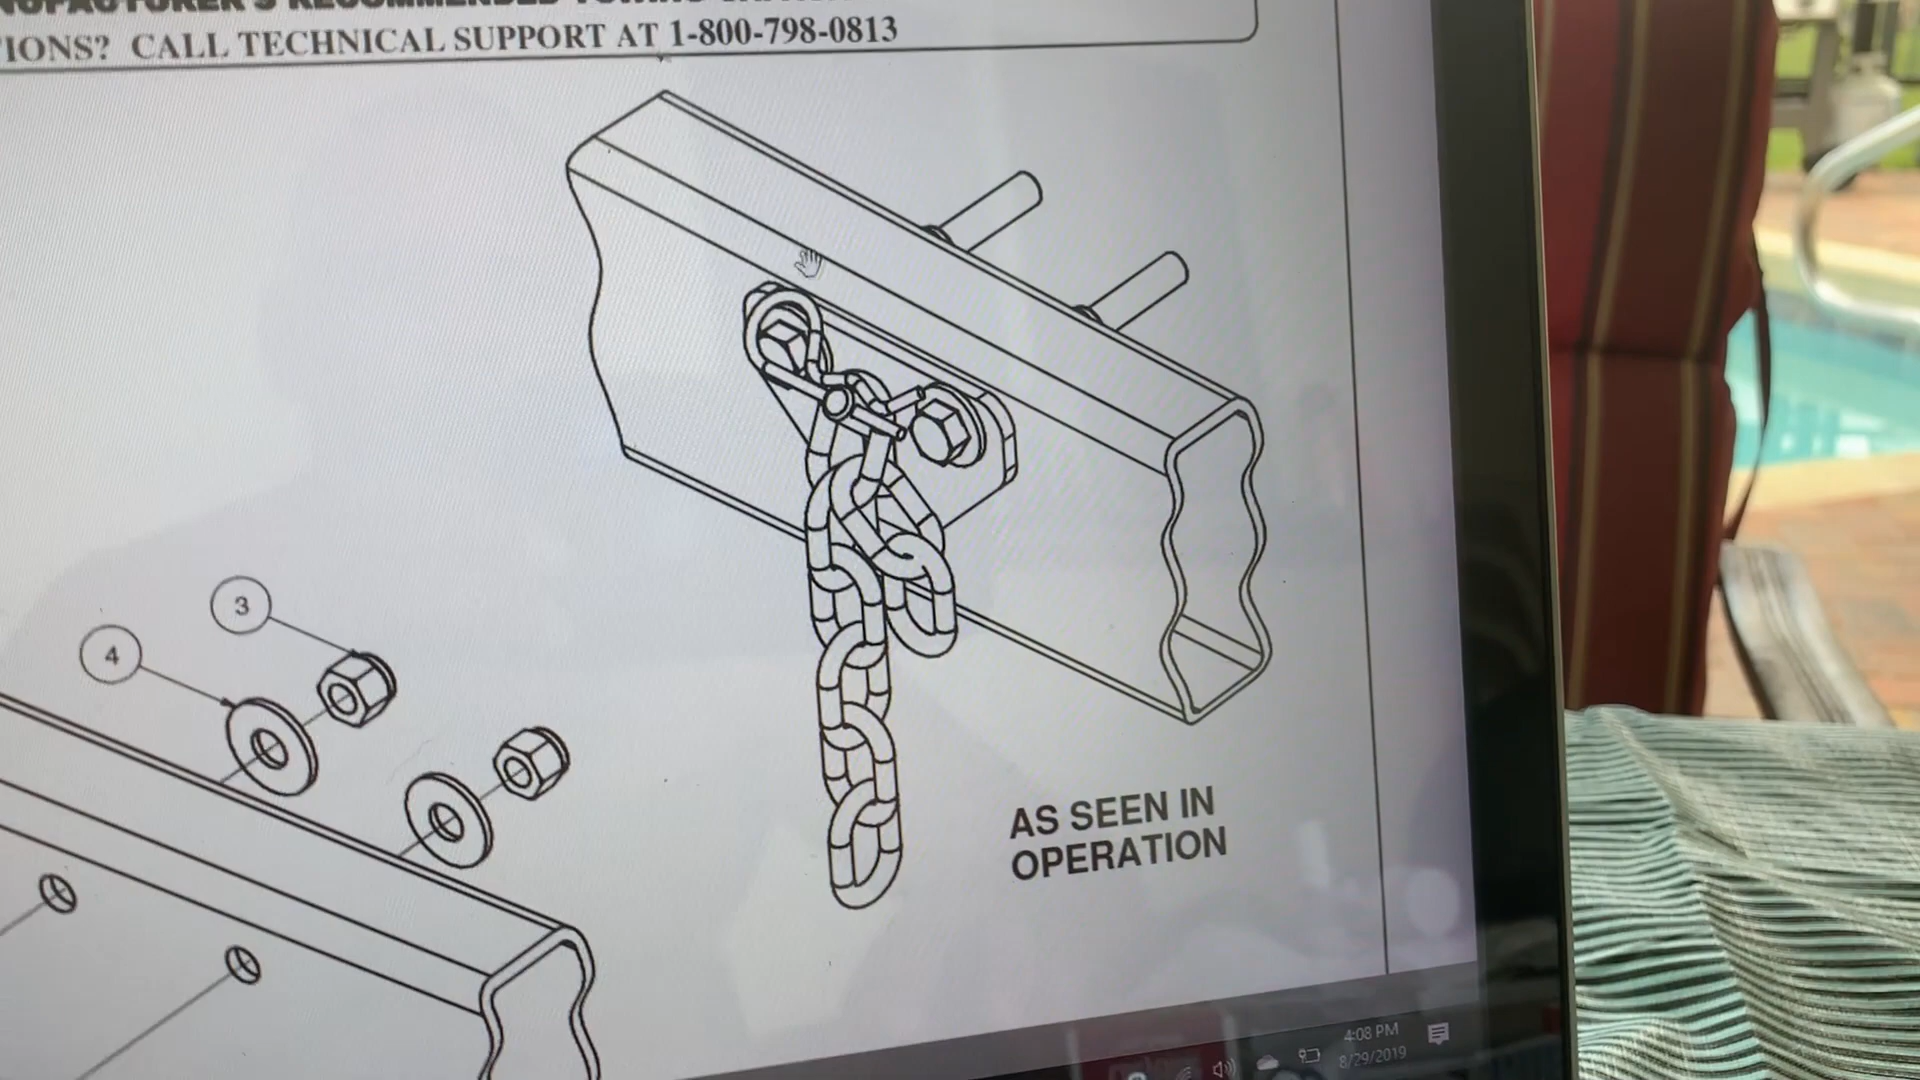 RECOMMENDED
IONS? CALL TECHNICAL SUPPORT AT 1-800-798-0813
3
4
AS SEEN IN
OPERATION
4:08 PM
8/29/2019